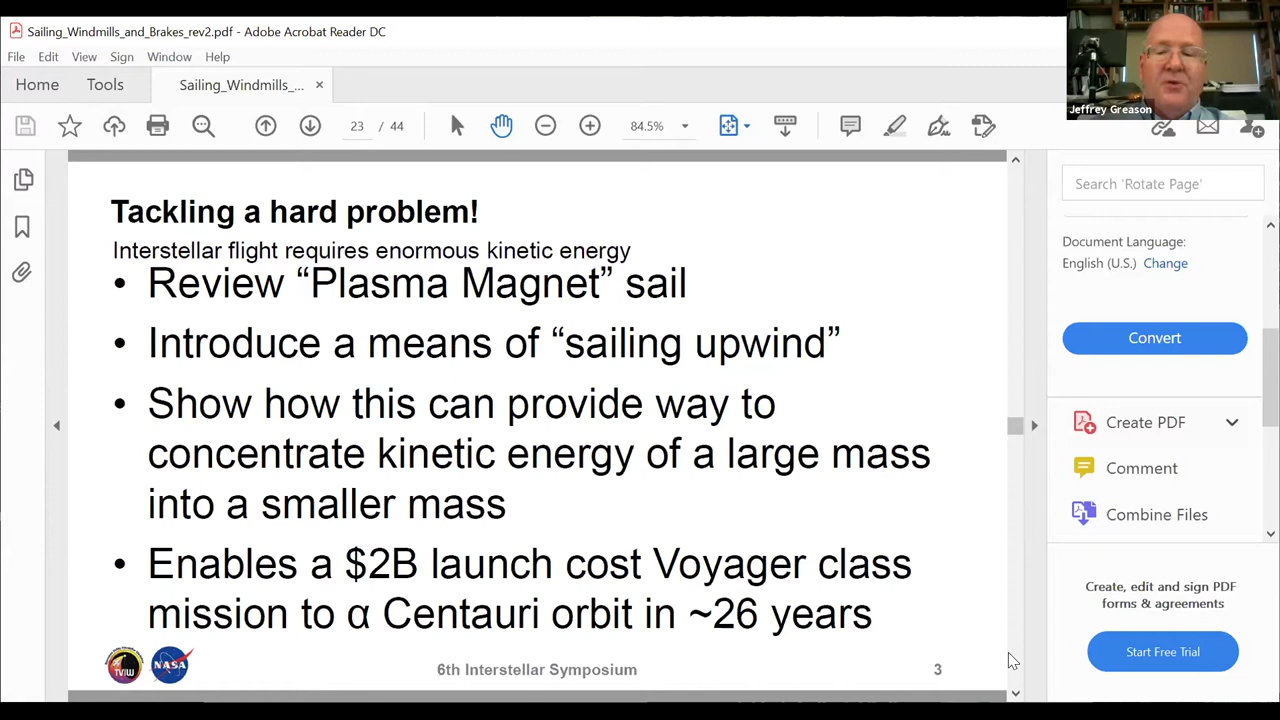 Sailing_Windmills_and_Brakes_rev2.pdf - Adobe Acrobat Reader DC
File Edit View Sign Window Help
Home Tools Sailing_Windmills_... ×
23 / 44 84.5%
Jeffrey Greason
Tackling a hard problem!
Interstellar flight requires enormous kinetic energy
• Review “Plasma Magnet” sail
• Introduce a means of “sailing upwind”
• Show how this can provide way to
concentrate kinetic energy of a large mass
into a smaller mass
• Enables a $2B launch cost Voyager class
mission to α Centauri orbit in ~26 years
TVIW NASA 6th Interstellar Symposium 3
Search 'Rotate Page'
Document Language:
English (U.S.) Change
Convert
Create PDF
Comment
Combine Files
Create, edit and sign PDF
forms & agreements
Start Free Trial